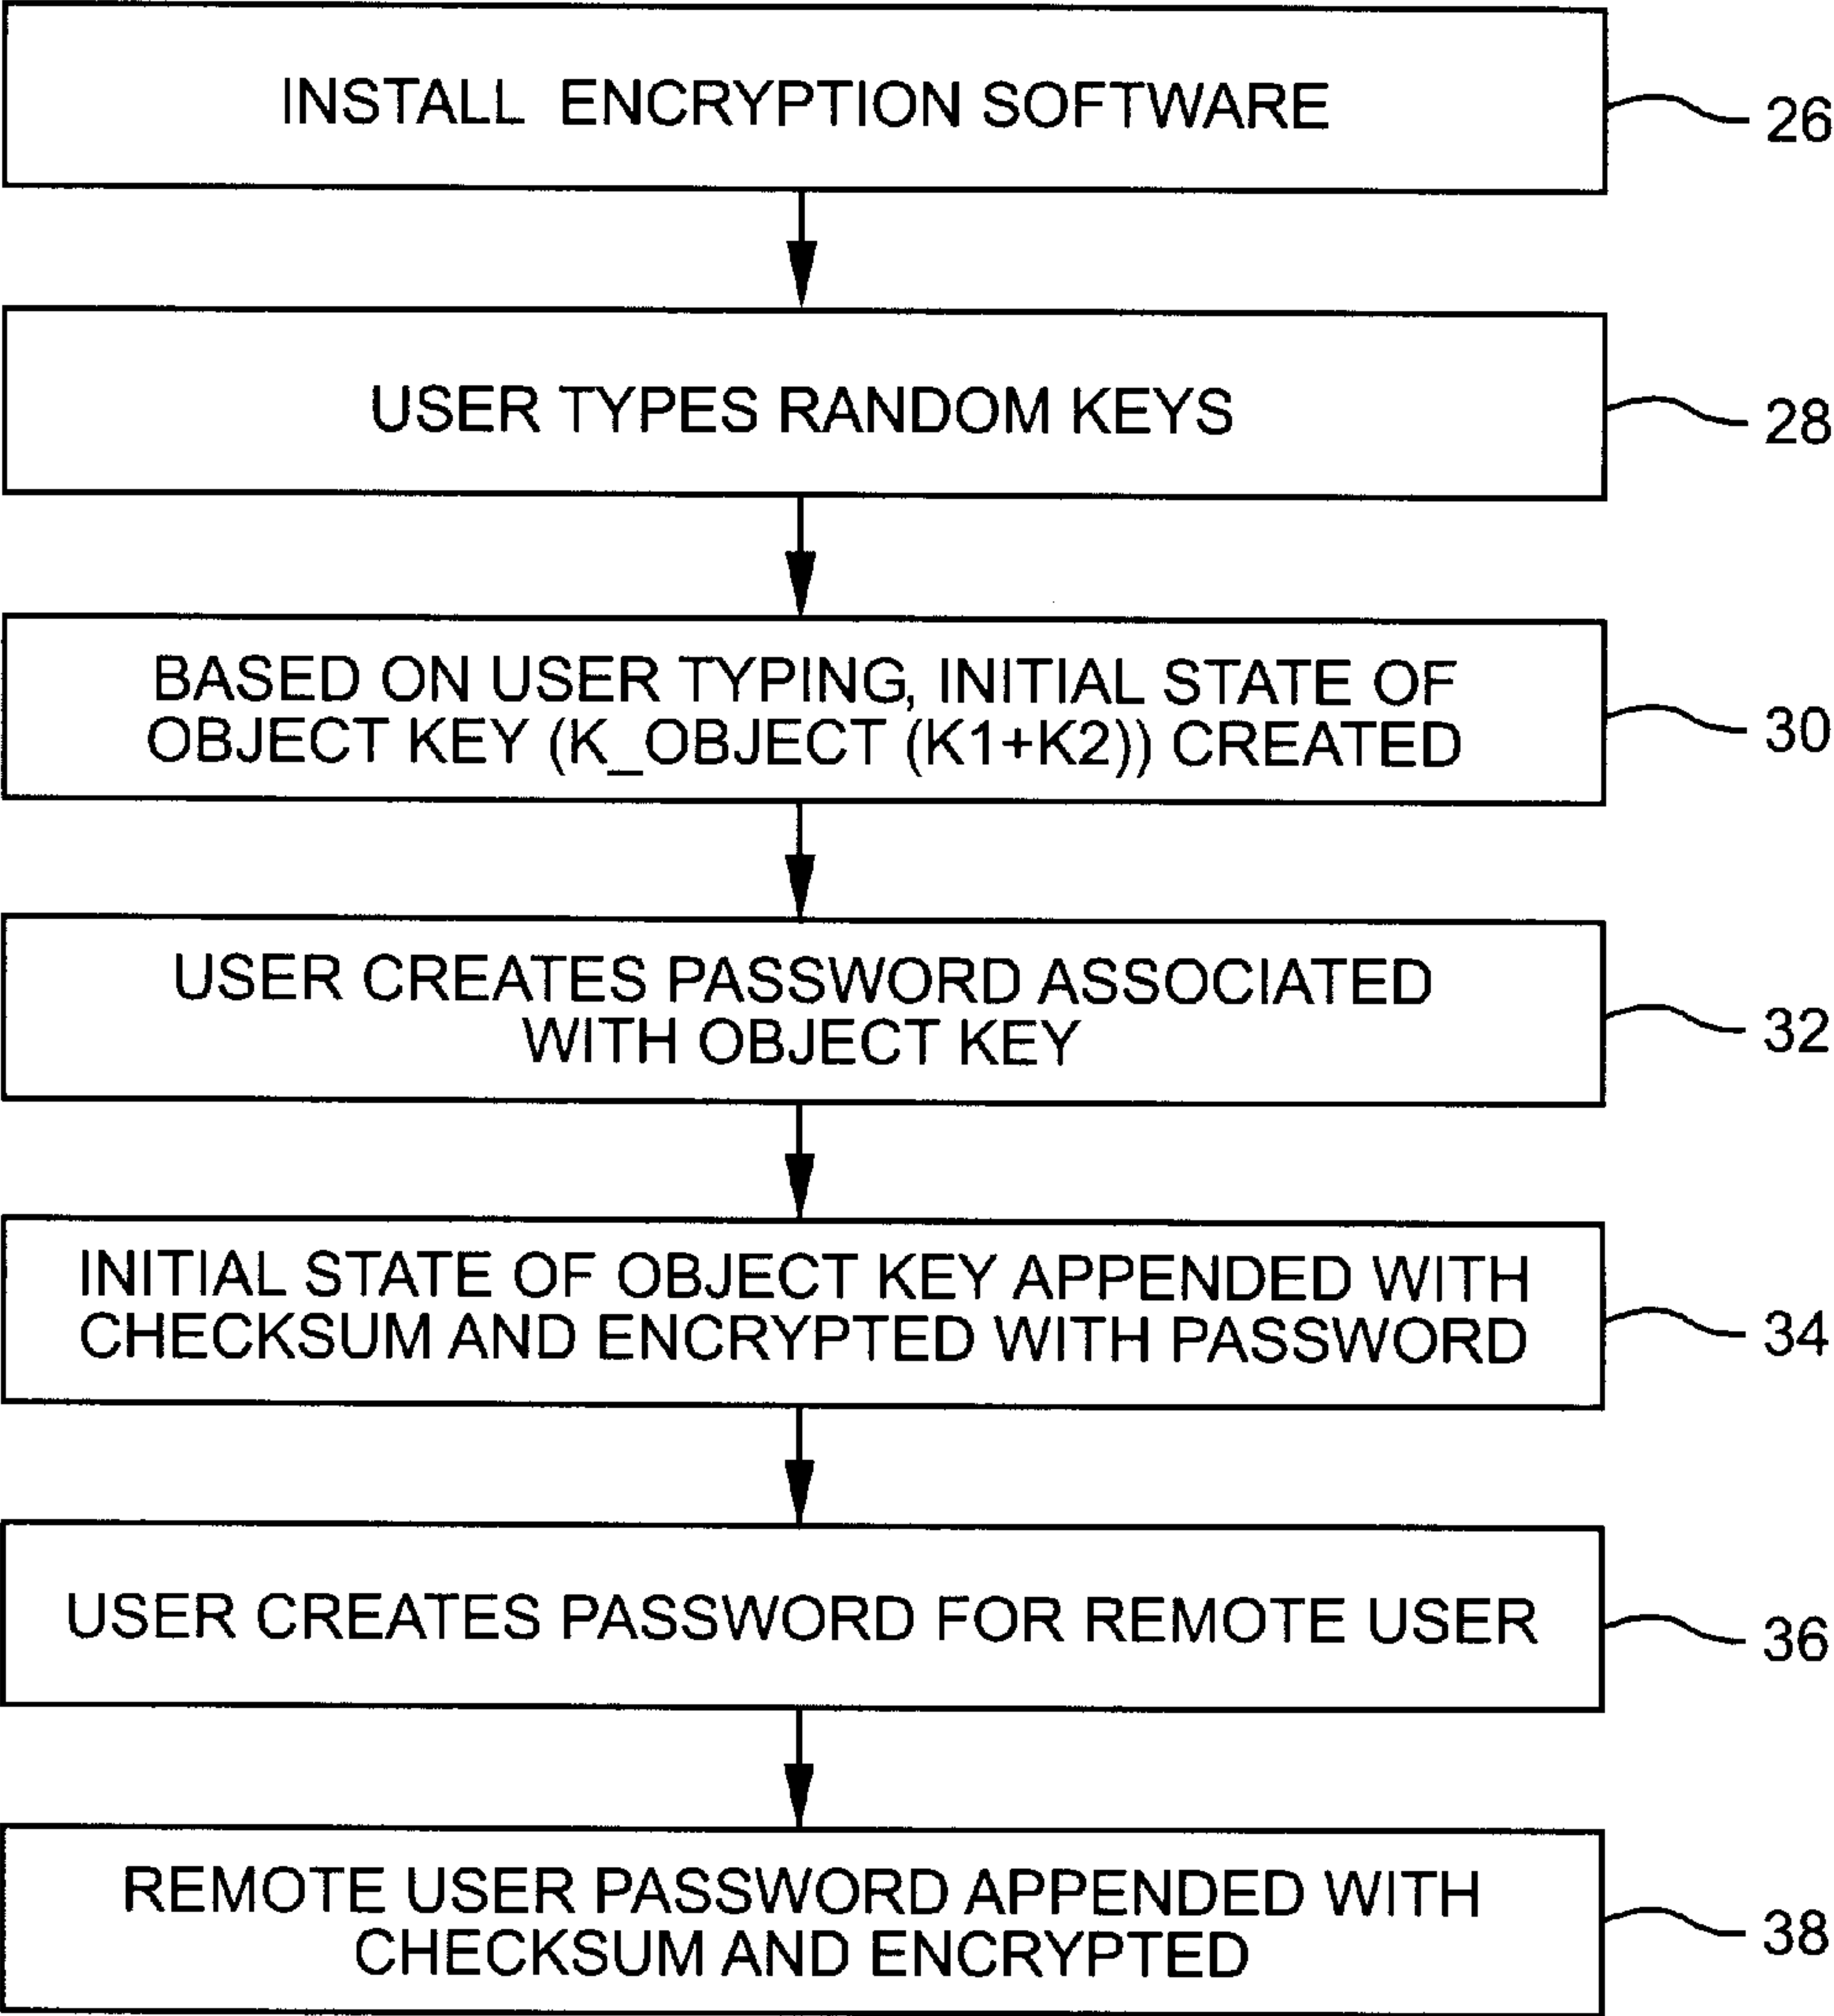 INSTALL ENCRYPTION SOFTWARE
26
USER TYPES RANDOM KEYS
28
BASED ON USER TYPING, INITIAL STATE OF
OBJECT KEY (K_OBJECT (K1+K2)) CREATED
30
USER CREATES PASSWORD ASSOCIATED
WITH OBJECT KEY
32
INITIAL STATE OF OBJECT KEY APPENDED WITH
CHECKSUM AND ENCRYPTED WITH PASSWORD
34
USER CREATES PASSWORD FOR REMOTE USER
36
REMOTE USER PASSWORD APPENDED WITH
CHECKSUM AND ENCRYPTED
38